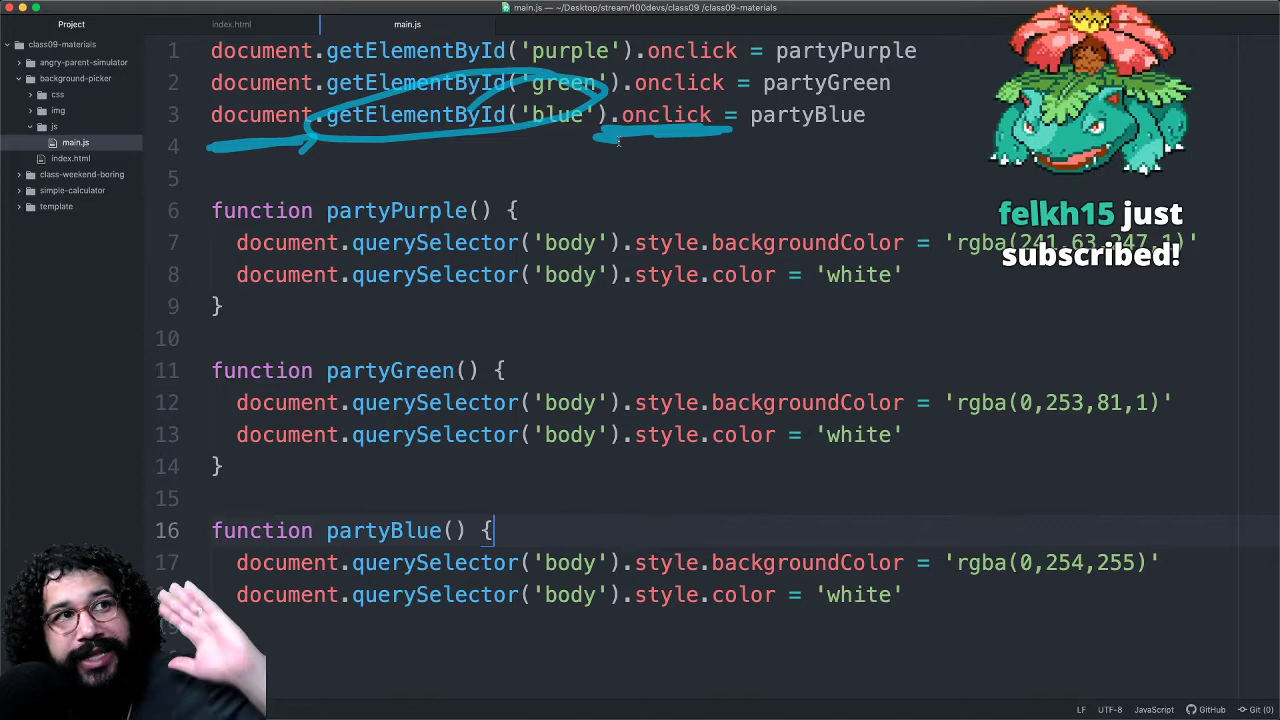 main.js — ~/Desktop/stream/100devs/class09 /class09-materials
Project
index.html
main.js
class09-materials
angry-parent-simulator
background-picker
css
img
js
main.js
index.html
class-weekend-boring
simple-calculator
template
1 document.getElementById('purple').onclick = partyPurple
2 document.getElementById('green').onclick = partyGreen
3 document.getElementById('blue').onclick = partyBlue
4
5
6 function partyPurple() {
7 document.querySelector('body').style.backgroundColor = 'rgba(241,63,247,1)'
8 document.querySelector('body').style.color = 'white'
9 }
10
11 function partyGreen() {
12 document.querySelector('body').style.backgroundColor = 'rgba(0,253,81,1)'
13 document.querySelector('body').style.color = 'white'
14 }
15
16 function partyBlue() {
17 document.querySelector('body').style.backgroundColor = 'rgba(0,254,255)'
document.querySelector('body').style.color = 'white'
felkh15 just
subscribed!
LF UTF-8 JavaScript GitHub Git (0)